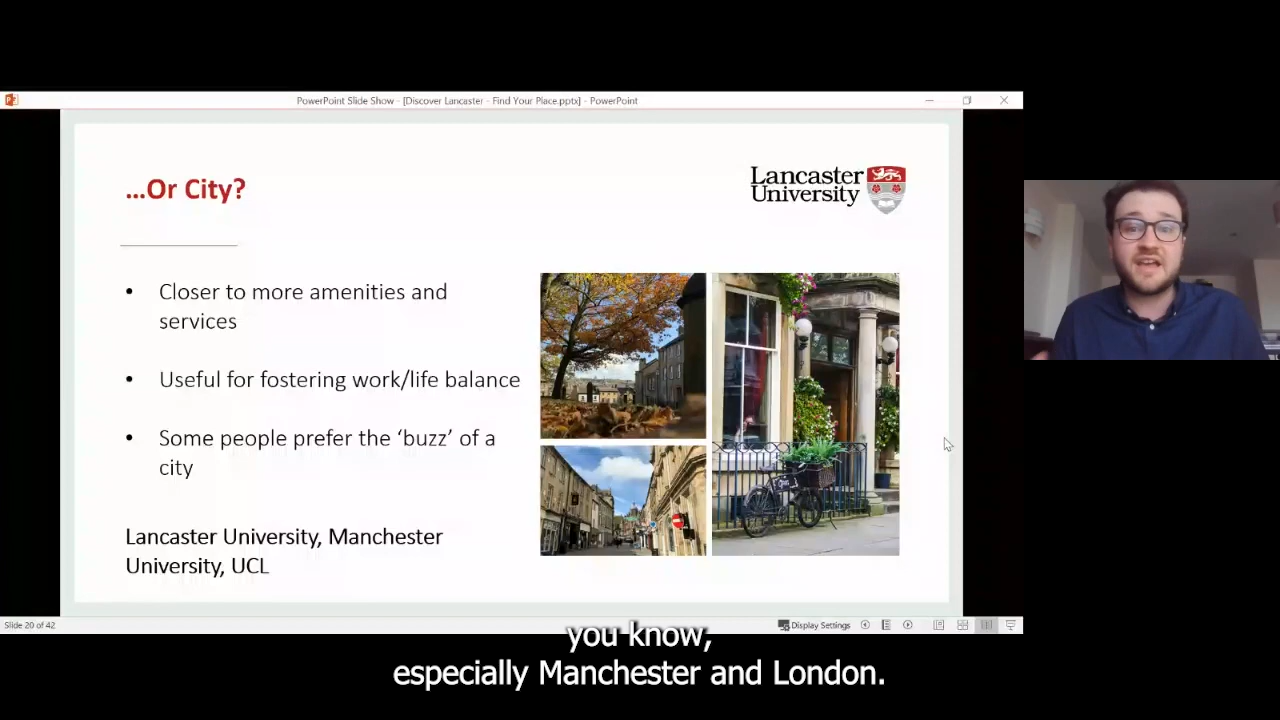 PowerPoint Slide Show - [Discover Lancaster - Find Your Place.pptx] - PowerPoint
...Or City?
Lancaster
University
• Closer to more amenities and
services
• Useful for fostering work/life balance
• Some people prefer the ‘buzz’ of a
city
Lancaster University, Manchester
University, UCL
Slide 20 of 42
Display Settings
you know,
especially Manchester and London.